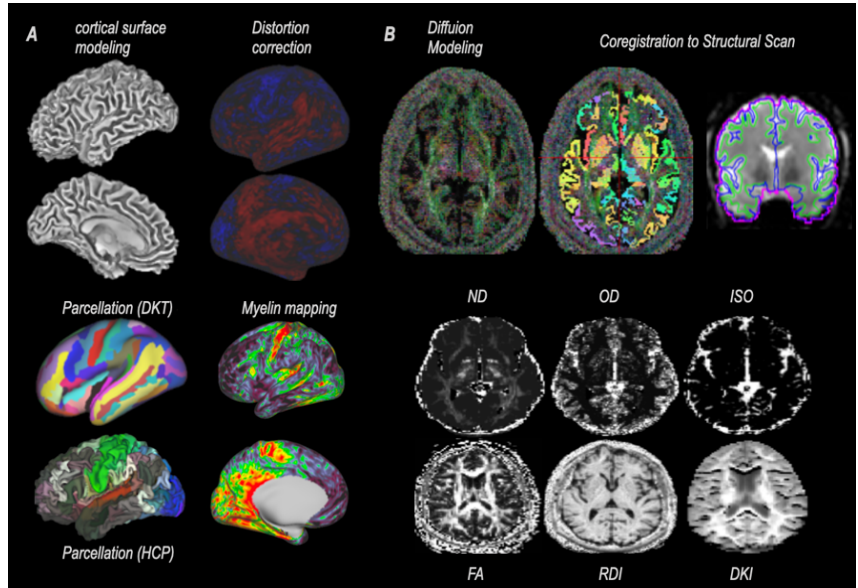 A
cortical surface
modeling
Distortion
correction
Parcellation (DKT)
Myelin mapping
Parcellation (HCP)
B
Diffuion
Modeling
Coregistration to Structural Scan
ND
OD
ISO
FA
RDI
DKI